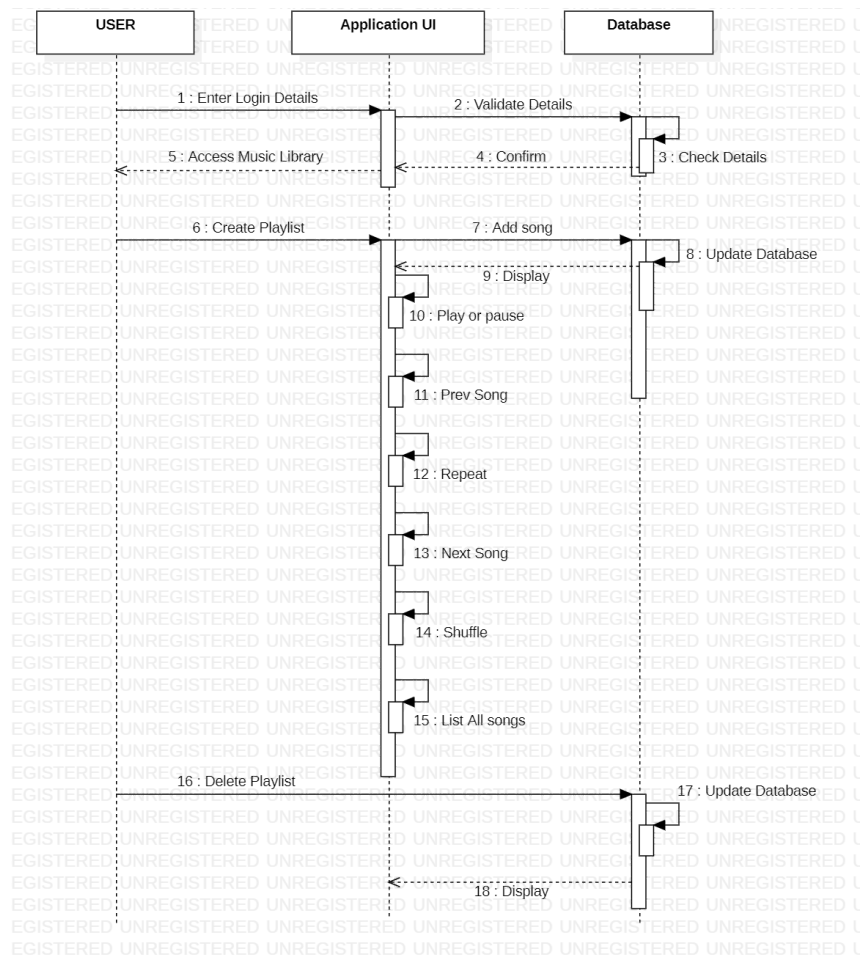 USER
Application UI
Database
1 : Enter Login Details
2 : Validate Details
3 : Check Details
4 : Confirm
5 : Access Music Library
6 : Create Playlist
7 : Add song
8 : Update Database
9 : Display
10 : Play or pause
11 : Prev Song
12 : Repeat
13 : Next Song
14 : Shuffle
15 : List All songs
16 : Delete Playlist
17 : Update Database
18 : Display